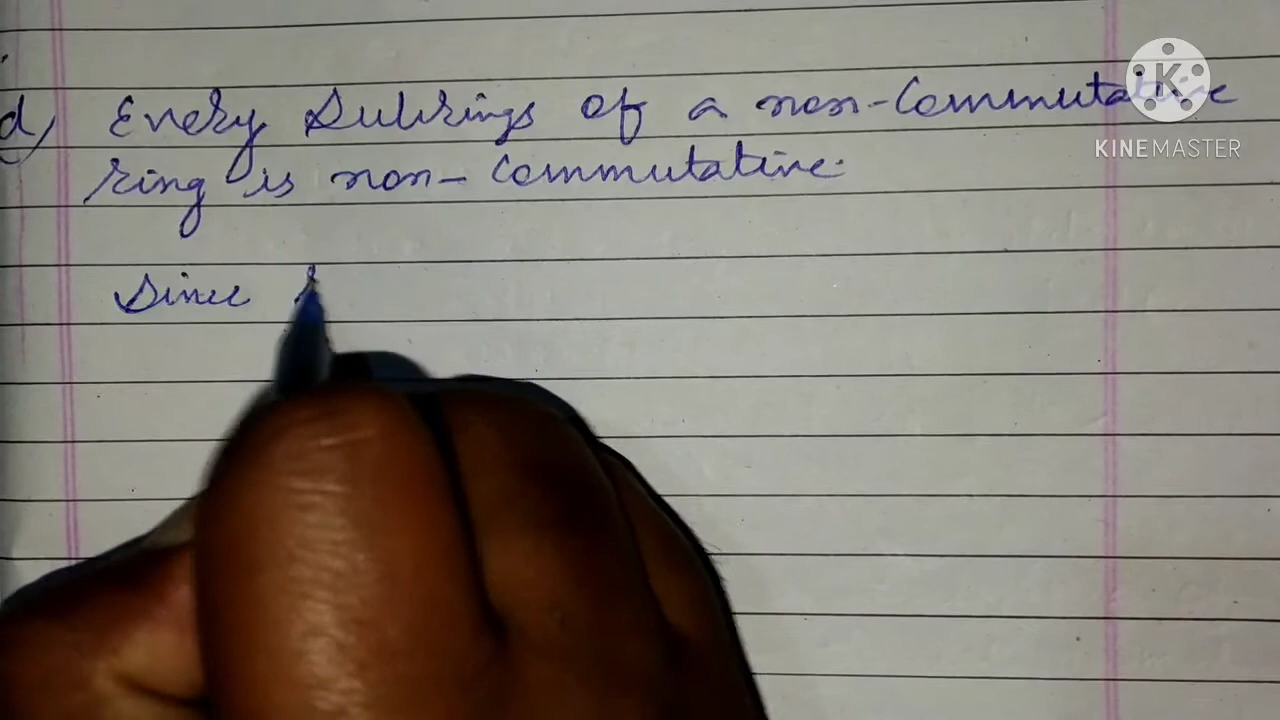 d) Every Subrings of a non-Commutative
ring is non-Commutative.
Since
KINEMASTER